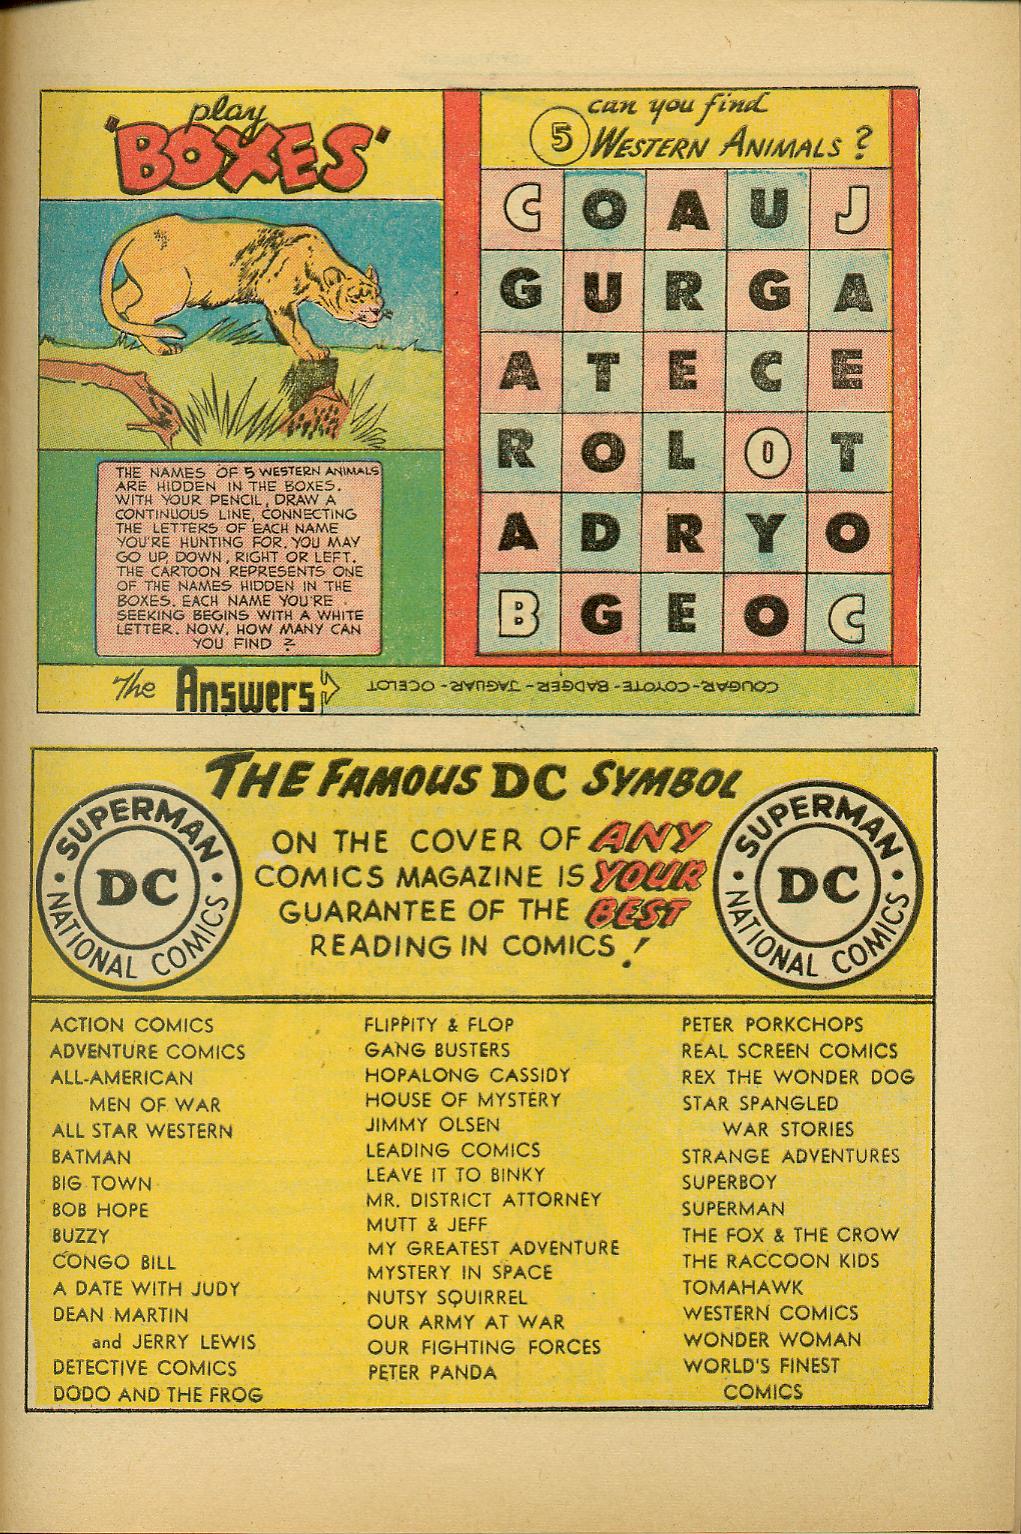 play
"BOXES"
can you find
5 WESTERN ANIMALS?
C O A U J
G U R G A
A T E C E
R O L O T
A D R Y O
B G E O C
THE NAMES OF 5 WESTERN ANIMALS
ARE HIDDEN IN THE BOXES.
WITH YOUR PENCIL, DRAW A
CONTINUOUS LINE, CONNECTING
THE LETTERS OF EACH NAME
YOU'RE HUNTING FOR. YOU MAY
GO UP, DOWN, RIGHT OR LEFT.
THE CARTOON REPRESENTS ONE
OF THE NAMES HIDDEN IN THE
BOXES. EACH NAME YOU'RE
SEEKING BEGINS WITH A WHITE
LETTER. NOW, HOW MANY CAN
YOU FIND?
The Answers
COUGAR-COYOTE-BADGER-JAGUAR-OCELOT
THE FAMOUS DC SYMBOL
SUPERMAN
DC
NATIONAL COMICS
ON THE COVER OF ANY
COMICS MAGAZINE IS YOUR
GUARANTEE OF THE BEST
READING IN COMICS!
SUPERMAN
DC
NATIONAL COMICS
ACTION COMICS
ADVENTURE COMICS
ALL-AMERICAN
MEN OF WAR
ALL STAR WESTERN
BATMAN
BIG TOWN
BOB HOPE
BUZZY
CONGO BILL
A DATE WITH JUDY
DEAN MARTIN
and JERRY LEWIS
DETECTIVE COMICS
DODO AND THE FROG
FLIPPITY & FLOP
GANG BUSTERS
HOPALONG CASSIDY
HOUSE OF MYSTERY
JIMMY OLSEN
LEADING COMICS
LEAVE IT TO BINKY
MR. DISTRICT ATTORNEY
MUTT & JEFF
MY GREATEST ADVENTURE
MYSTERY IN SPACE
NUTSY SQUIRREL
OUR ARMY AT WAR
OUR FIGHTING FORCES
PETER PANDA
PETER PORKCHOPS
REAL SCREEN COMICS
REX THE WONDER DOG
STAR SPANGLED
WAR STORIES
STRANGE ADVENTURES
SUPERBOY
SUPERMAN
THE FOX & THE CROW
THE RACCOON KIDS
TOMAHAWK
WESTERN COMICS
WONDER WOMAN
WORLD'S FINEST
COMICS